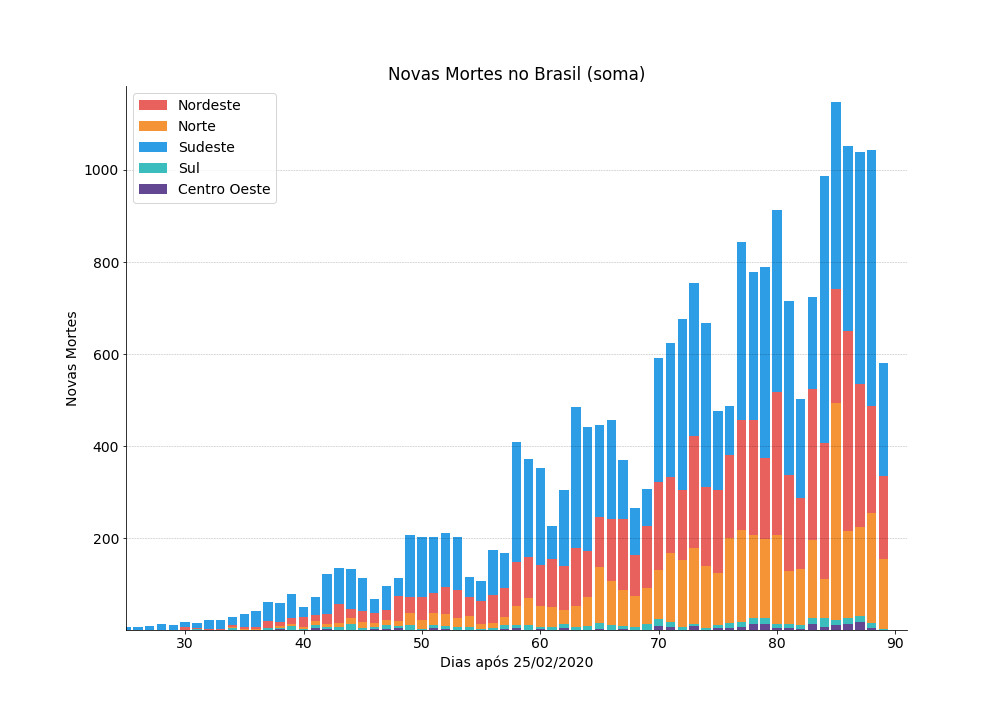 Novas Mortes no Brasil (soma)
Nordeste
Norte
Sudeste
Sul
Centro Oeste
1000
800
600
400
200
Novas Mortes
30 40 50 60 70 80 90
Dias após 25/02/2020